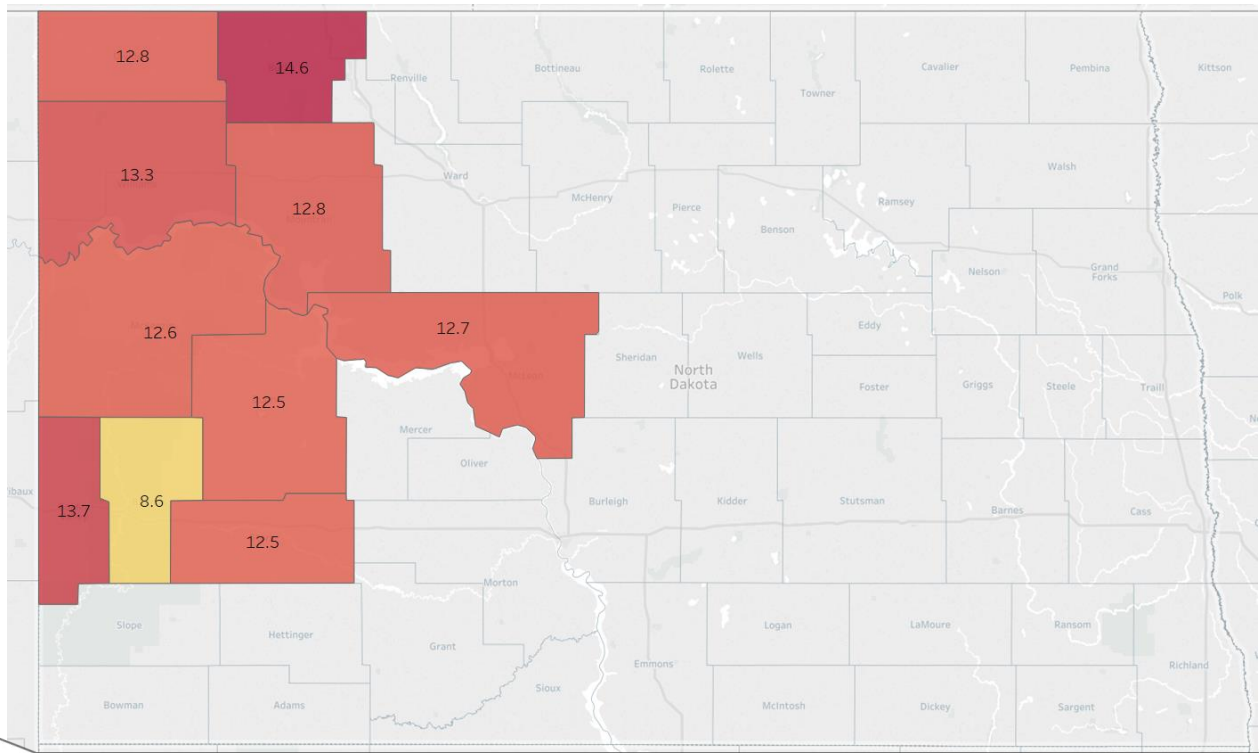 12.8
14.6
Renville
Bottineau
Rolette
Towner
Cavalier
Pembina
Kittson
13.3
12.8
Ward
McHenry
Pierce
Benson
Ramsey
Walsh
Nelson
Grand
Forks
Polk
12.6
12.7
Sheridan
Wells
Eddy
North
Dakota
Foster
Griggs
Steele
Traill
12.5
Mercer
Oliver
13.7
8.6
12.5
Burleigh
Kidder
Stutsman
Barnes
Cass
Morton
Slope
Hettinger
Grant
Sioux
Emmons
Logan
LaMoure
Ransom
Richland
Bowman
Adams
McIntosh
Dickey
Sargent